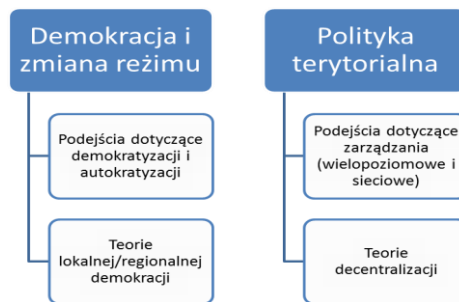 Demokracja i
zmiana reżimu
Podejścia dotyczące
demokratyzacji i
autokratyzacji
Teorie
lokalnej/regionalnej
demokracji
Polityka
terytorialna
Podejścia dotyczące
zarządzania
(wielopoziomowe i
sieciowe)
Teorie
decentralizacji